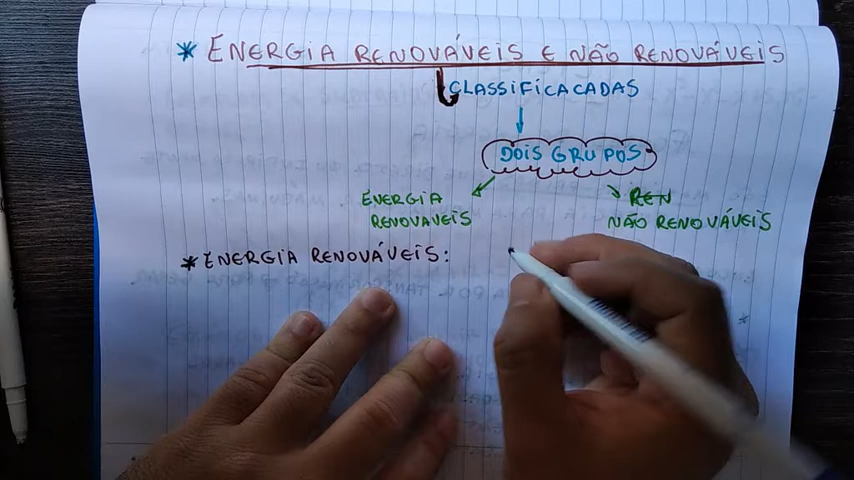 * ENERGIA RENOVÁVEIS E NÃO RENOVÁVEIS
CLASSIFICACADAS
DOIS GRUPOS
ENERGIA
RENOVAVEIS
REN
NÃO RENOVÁVEIS
* ENERGIA RENOVÁVEIS: